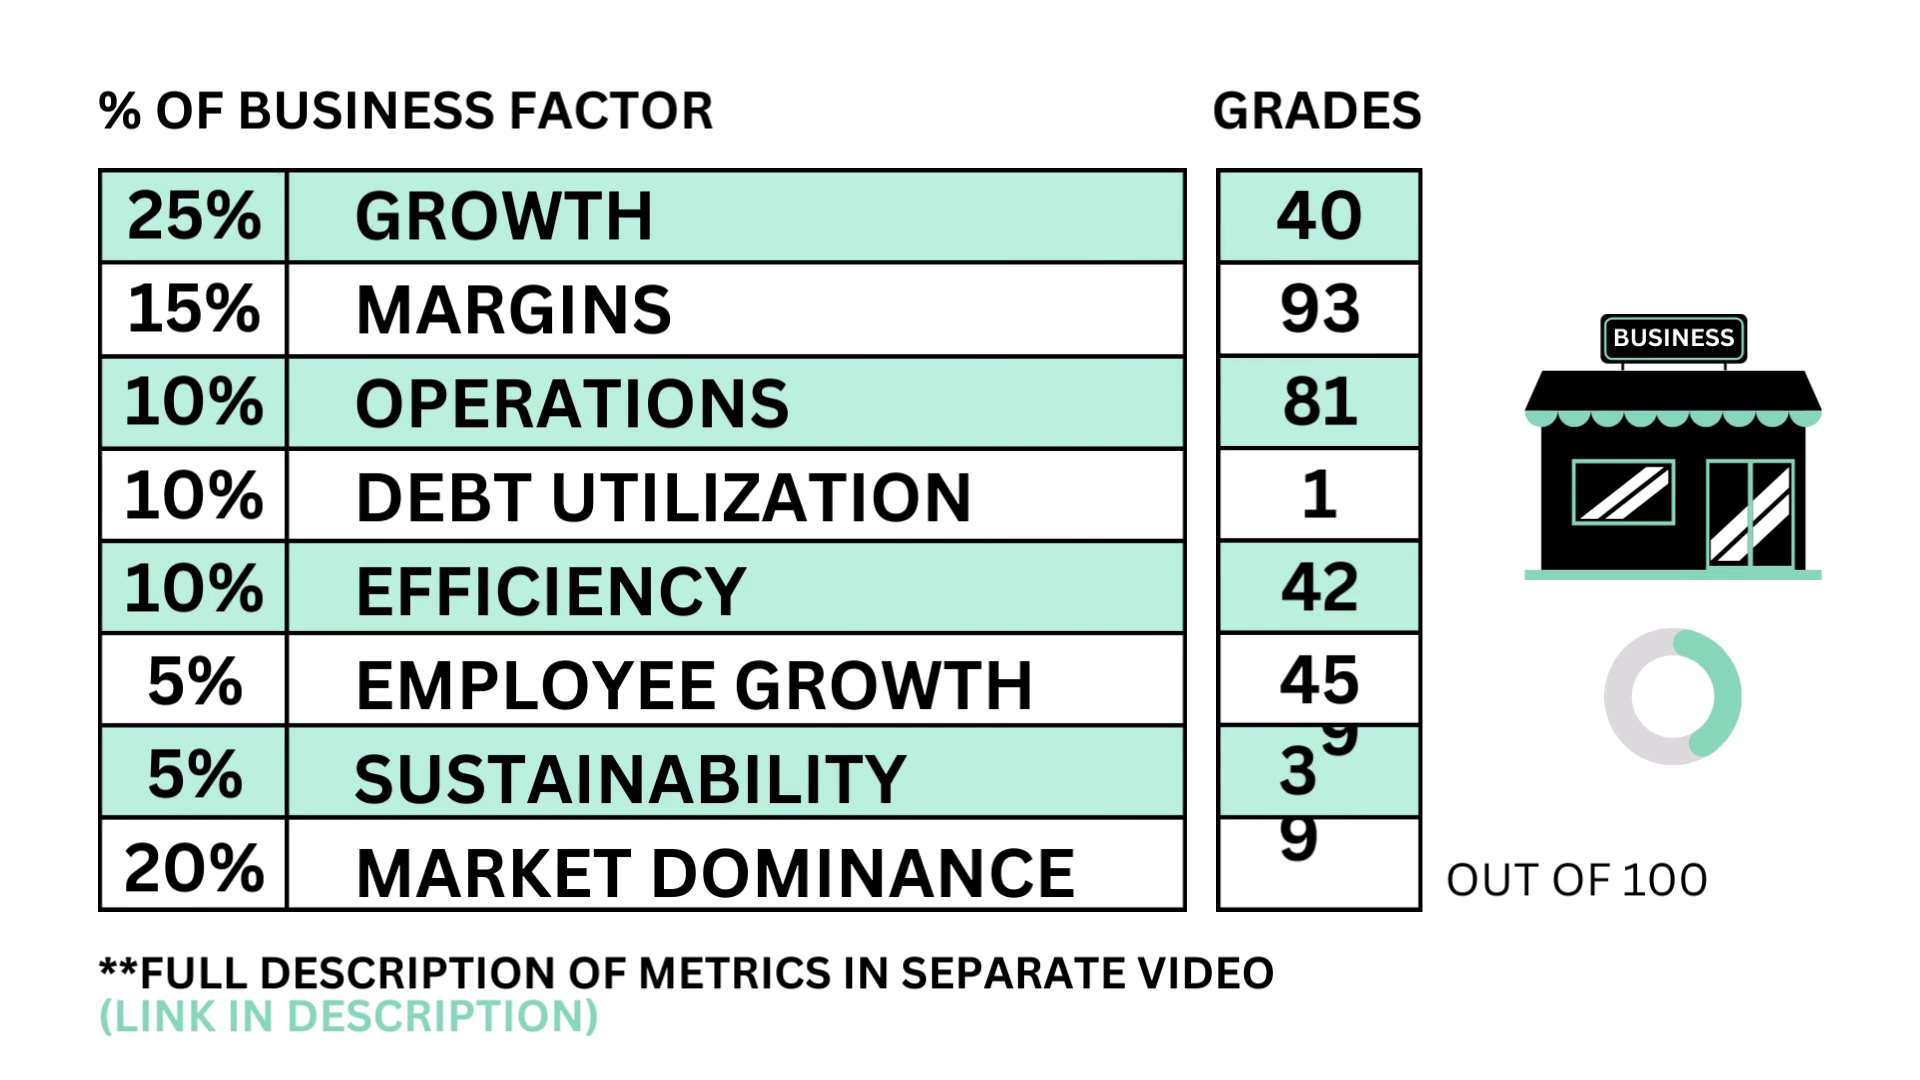 % OF BUSINESS FACTOR GRADES
25% GROWTH 40
15% MARGINS 93
BUSINESS
10% OPERATIONS 81
10% DEBT UTILIZATION 1
10% EFFICIENCY 42
5% EMPLOYEE GROWTH 45
5% SUSTAINABILITY 39
20% MARKET DOMINANCE 9 OUT OF 100
**FULL DESCRIPTION OF METRICS IN SEPARATE VIDEO
(LINK IN DESCRIPTION)